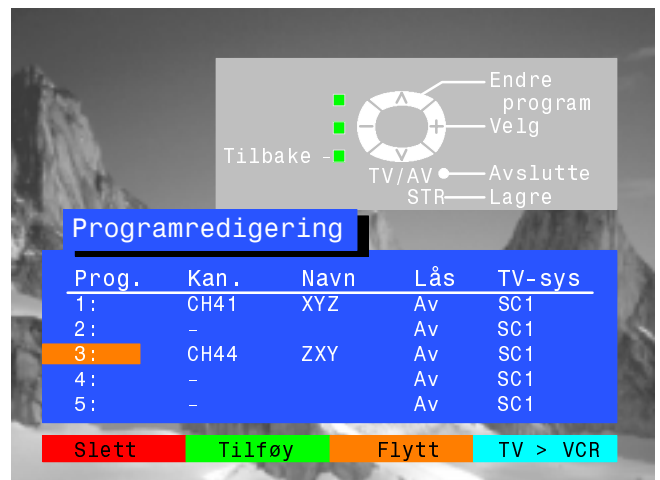 Endre
program
Velg
Tilbake
TV/AV Avslutte
STR Lagre
Programredigering
Prog. Kan. Navn Lås TV-sys
1: CH41 XYZ Av SC1
2: – Av SC1
3: CH44 ZXY Av SC1
4: – Av SC1
5: – Av SC1
Slett Tilføy Flytt TV > VCR